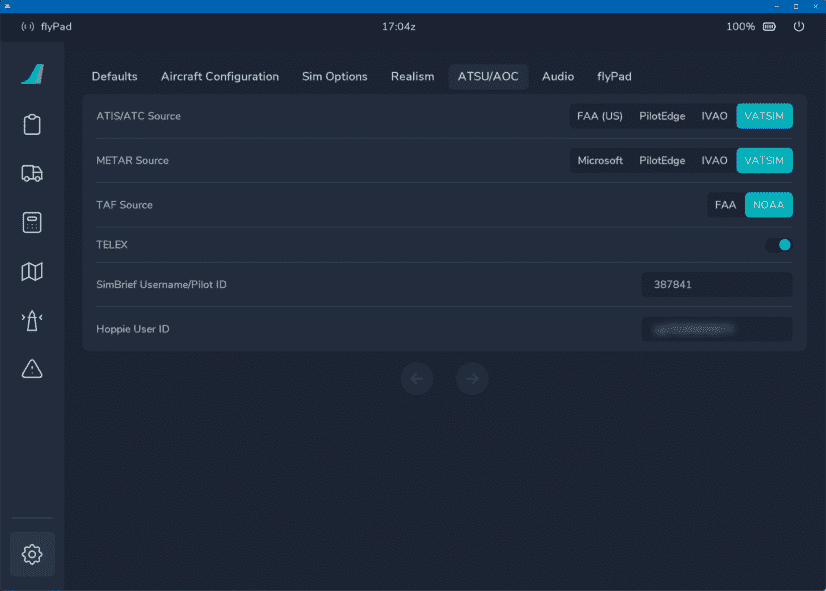 flyPad 17:04z 100%
Defaults Aircraft Configuration Sim Options Realism ATSU/AOC Audio flyPad
ATIS/ATC Source FAA (US) PilotEdge IVAO VATSIM
METAR Source Microsoft PilotEdge IVAO VATSIM
TAF Source FAA NOAA
TELEX
SimBrief Username/Pilot ID 387841
Hoppie User ID